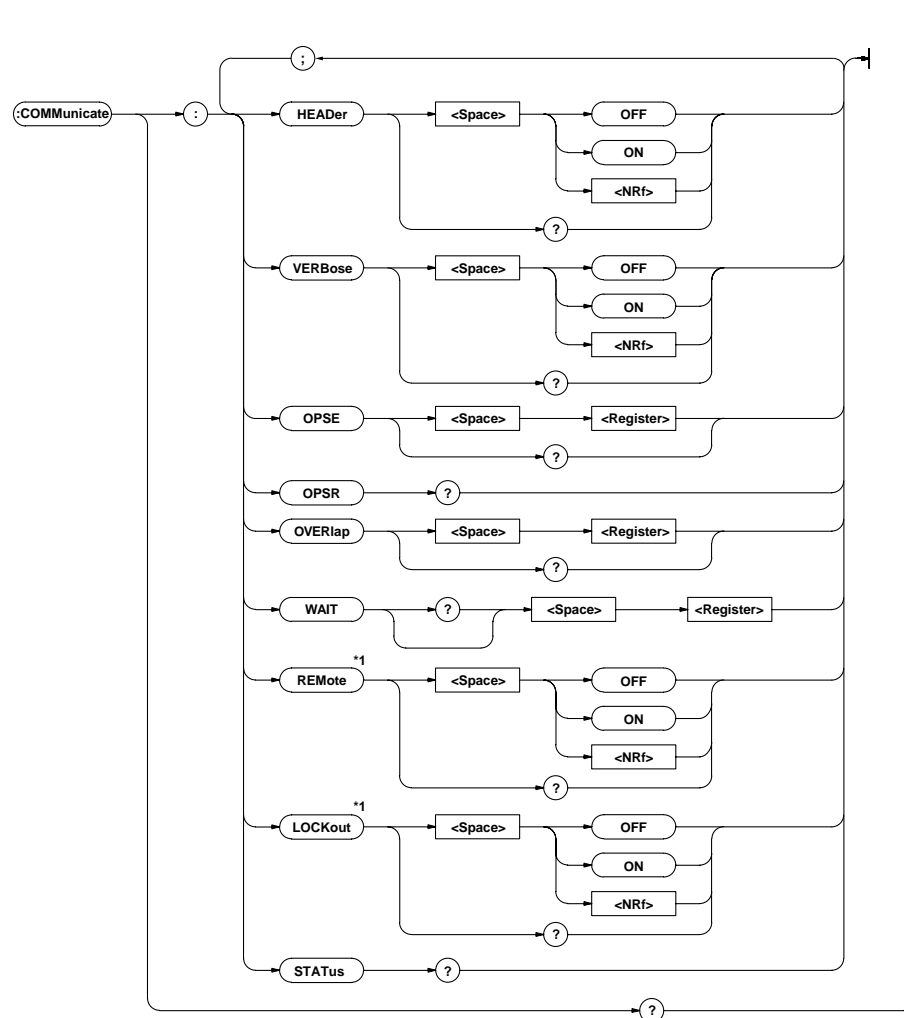 ;
:COMMunicate : HEADer <Space> OFF
ON
<NRf>
?
VERBose <Space> OFF
ON
<NRf>
?
OPSE <Space> <Register>
?
OPSR ?
OVERlap <Space> <Register>
?
WAIT ? <Space> <Register>
*1
REMote <Space> OFF
ON
<NRf>
?
*1
LOCKout <Space> OFF
ON
<NRf>
?
STATus ?
?